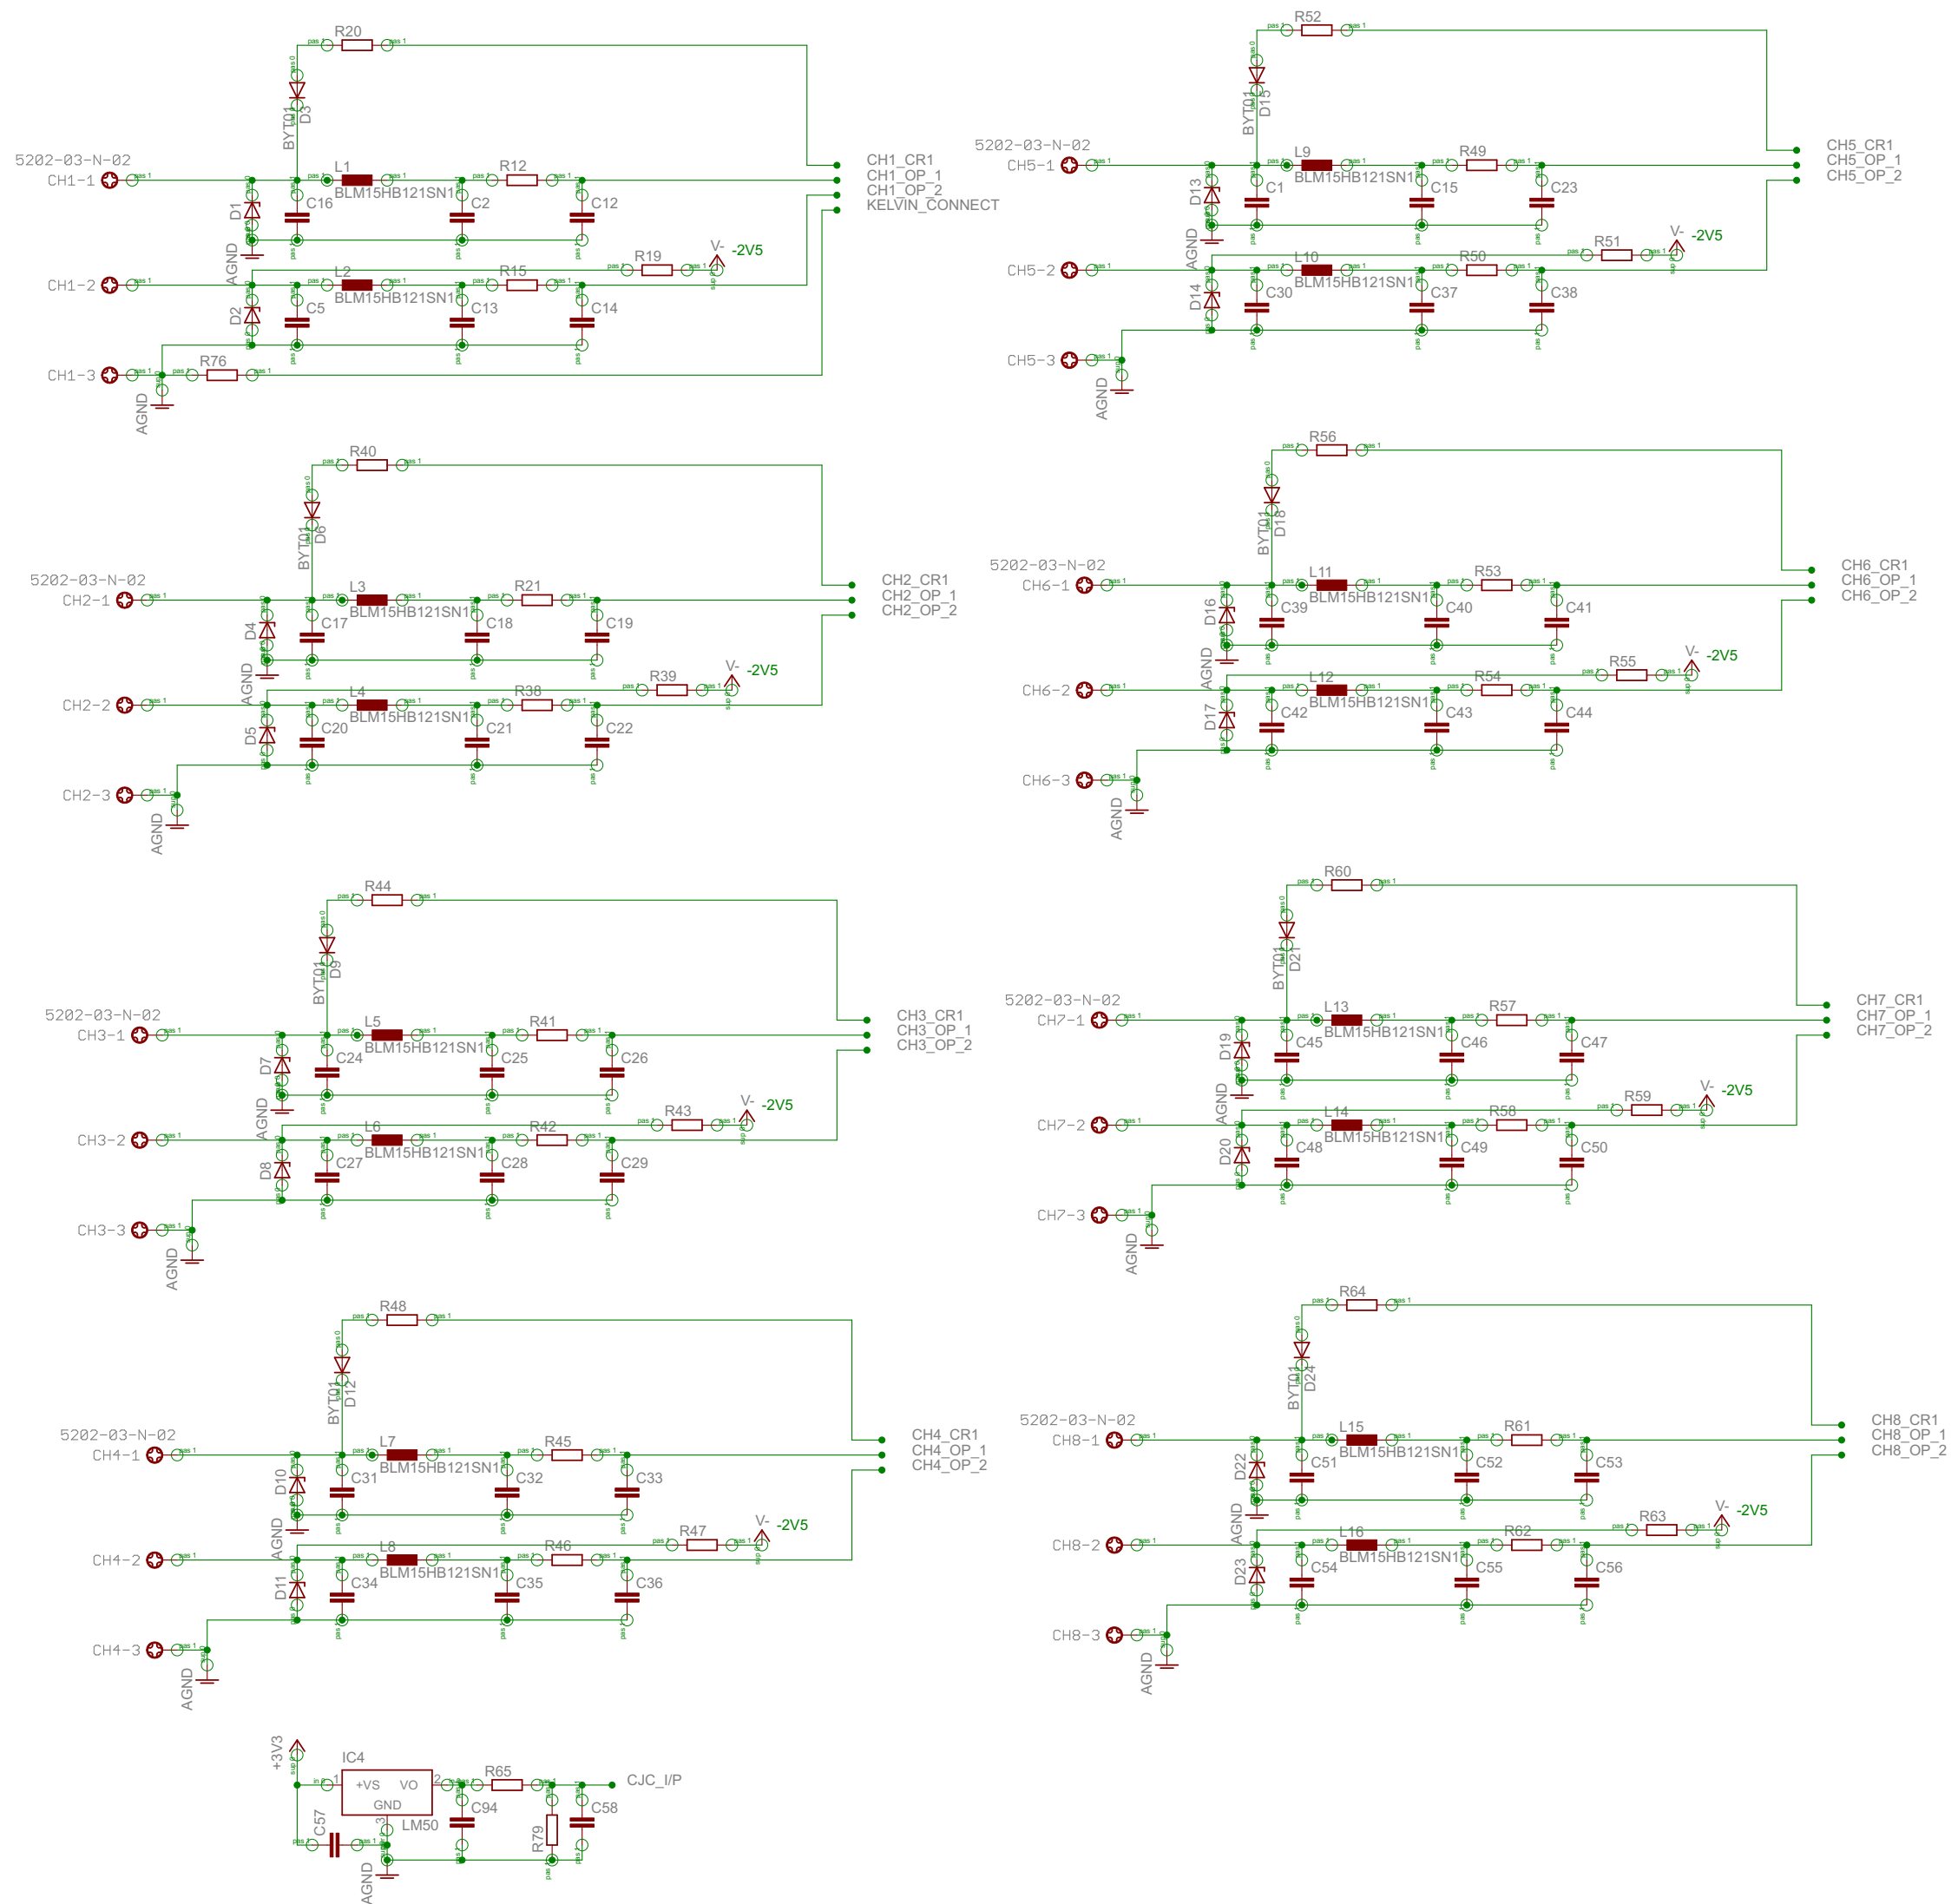 R20
D3
BYT01
5202-03-N-02
CH1-1
L1
BLM15HB121SN1
R12
CH1_CR1
CH1_OP_1
CH1_OP_2
KELVIN_CONNECT
D1
C16
C2
C12
AGND
R19
V-
-2V5
CH1-2
L2
BLM15HB121SN1
R15
D2
C5
C13
C14
CH1-3
R76
AGND
R40
D6
BYT01
5202-03-N-02
CH2-1
L3
BLM15HB121SN1
R21
CH2_CR1
CH2_OP_1
CH2_OP_2
D4
C17
C18
C19
AGND
R39
V-
-2V5
CH2-2
L4
BLM15HB121SN1
R38
D5
C20
C21
C22
CH2-3
AGND
R44
D9
BYT01
5202-03-N-02
CH3-1
L5
BLM15HB121SN1
R41
CH3_CR1
CH3_OP_1
CH3_OP_2
D7
C24
C25
C26
AGND
R43
V-
-2V5
CH3-2
L6
BLM15HB121SN1
R42
D8
C27
C28
C29
CH3-3
AGND
R48
D12
BYT01
5202-03-N-02
CH4-1
L7
BLM15HB121SN1
R45
CH4_CR1
CH4_OP_1
CH4_OP_2
D10
C31
C32
C33
AGND
R47
V-
-2V5
CH4-2
L8
BLM15HB121SN1
R46
D11
C34
C35
C36
CH4-3
AGND
+3V3
IC4
1
+VS
VO
2
GND
3
LM50
C57
AGND
C94
R65
R79
C58
CJC_I/P
R52
D15
BYT01
5202-03-N-02
CH5-1
L9
BLM15HB121SN1
R49
CH5_CR1
CH5_OP_1
CH5_OP_2
D13
C1
C15
C23
AGND
R51
V-
-2V5
CH5-2
L10
BLM15HB121SN1
R50
D14
C30
C37
C38
CH5-3
AGND
R56
D18
BYT01
5202-03-N-02
CH6-1
L11
BLM15HB121SN1
R53
CH6_CR1
CH6_OP_1
CH6_OP_2
D16
C39
C40
C41
AGND
R55
V-
-2V5
CH6-2
L12
BLM15HB121SN1
R54
D17
C42
C43
C44
CH6-3
AGND
R60
D21
BYT01
5202-03-N-02
CH7-1
L13
BLM15HB121SN1
R57
CH7_CR1
CH7_OP_1
CH7_OP_2
D19
C45
C46
C47
AGND
R59
V-
-2V5
CH7-2
L14
BLM15HB121SN1
R58
D20
C48
C49
C50
CH7-3
AGND
R64
D24
BYT01
5202-03-N-02
CH8-1
L15
BLM15HB121SN1
R61
CH8_CR1
CH8_OP_1
CH8_OP_2
D22
C51
C52
C53
AGND
R63
V-
-2V5
CH8-2
L16
BLM15HB121SN1
R62
D23
C54
C55
C56
CH8-3
AGND